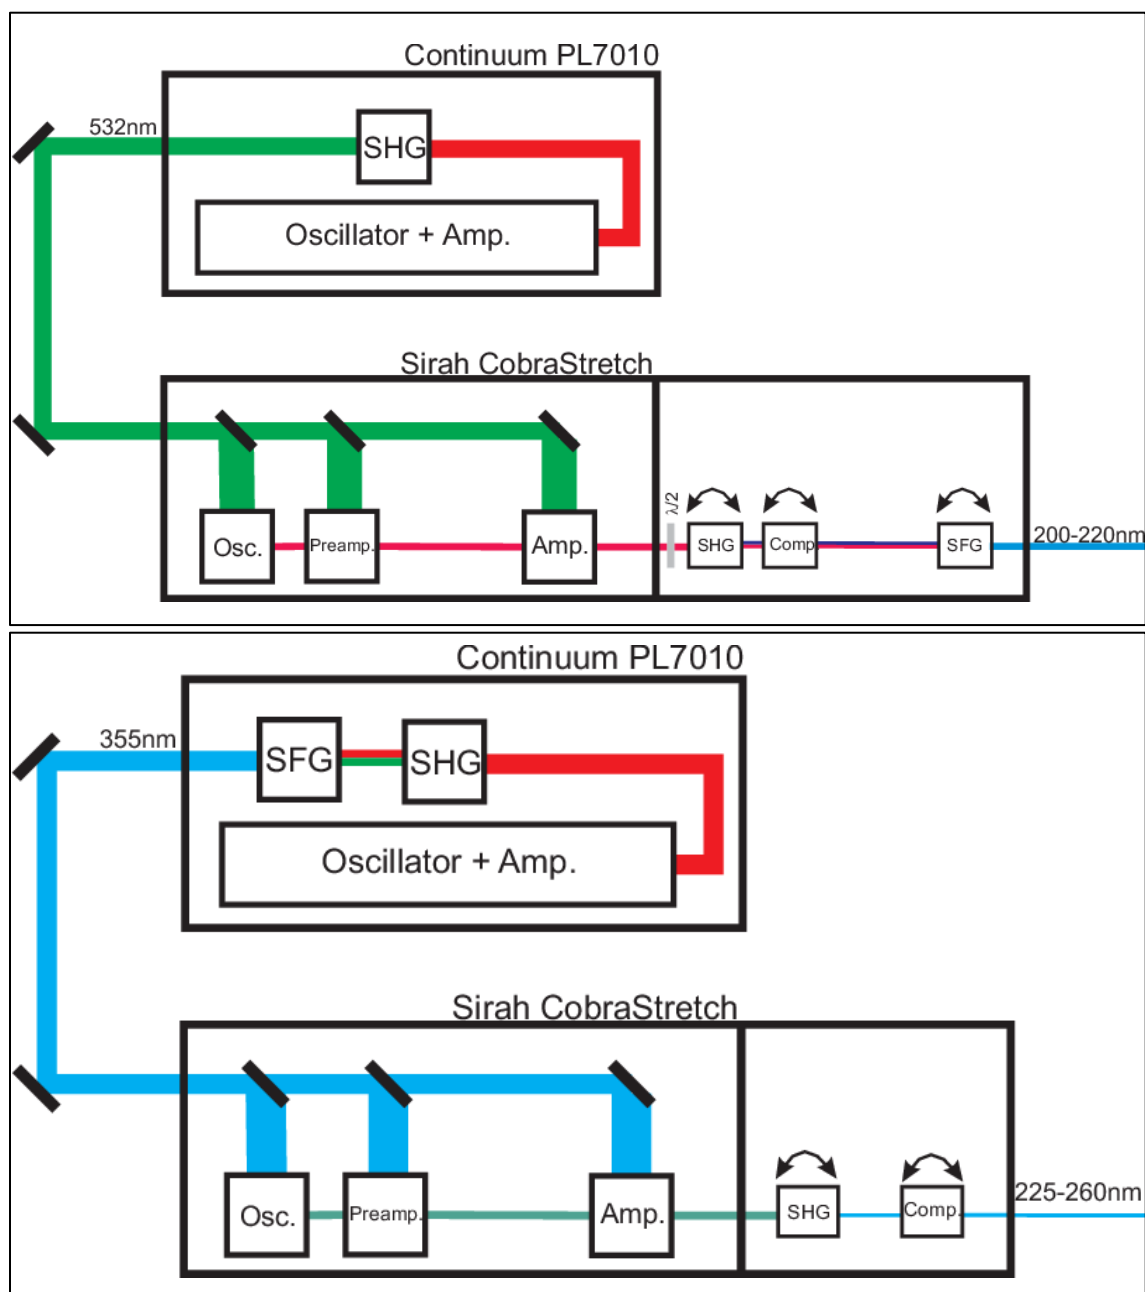 Continuum PL7010
532nm
SHG
Oscillator + Amp.
Sirah CobraStretch
λ/2
Osc.
Preamp.
Amp.
SHG
Comp
SFG
200-220nm
Continuum PL7010
355nm
SFG
SHG
Oscillator + Amp.
Sirah CobraStretch
Osc.
Preamp.
Amp.
SHG
Comp.
225-260nm